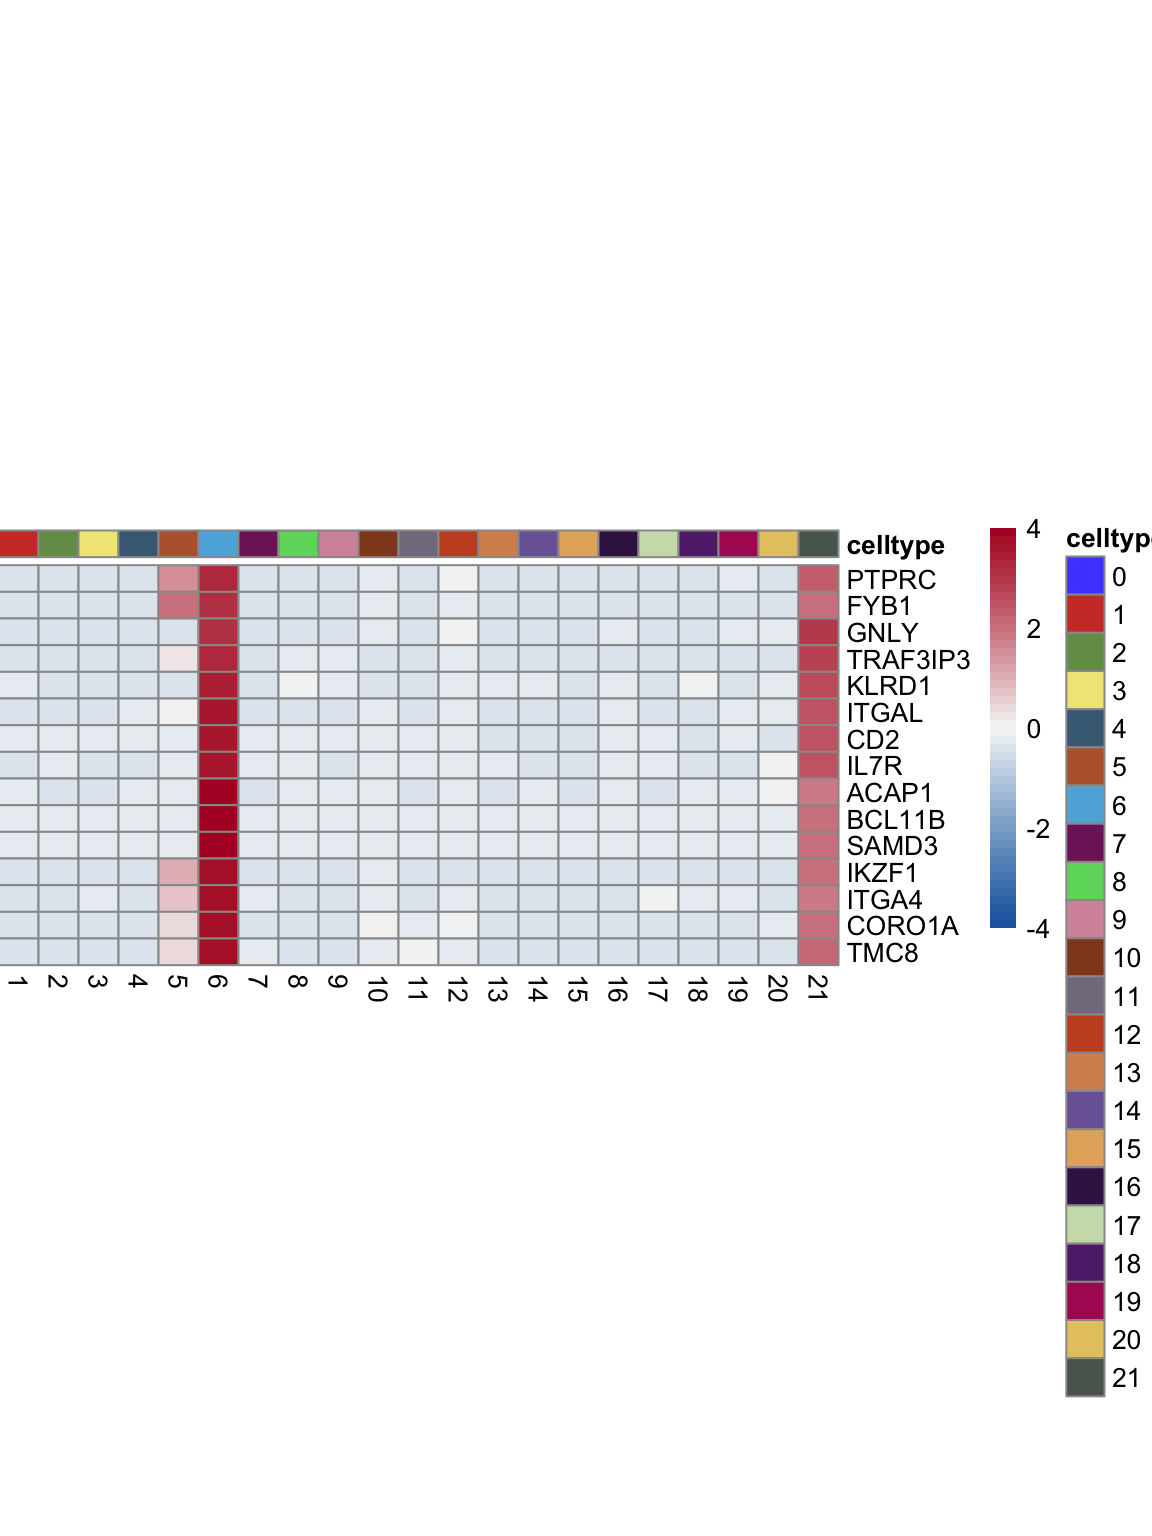 celltype
PTPRC
FYB1
GNLY
TRAF3IP3
KLRD1
ITGAL
CD2
IL7R
ACAP1
BCL11B
SAMD3
IKZF1
ITGA4
CORO1A
TMC8
1 2 3 4 5 6 7 8 9 10 11 12 13 14 15 16 17 18 19 20 21
4
2
0
-2
-4
celltype
0
1
2
3
4
5
6
7
8
9
10
11
12
13
14
15
16
17
18
19
20
21